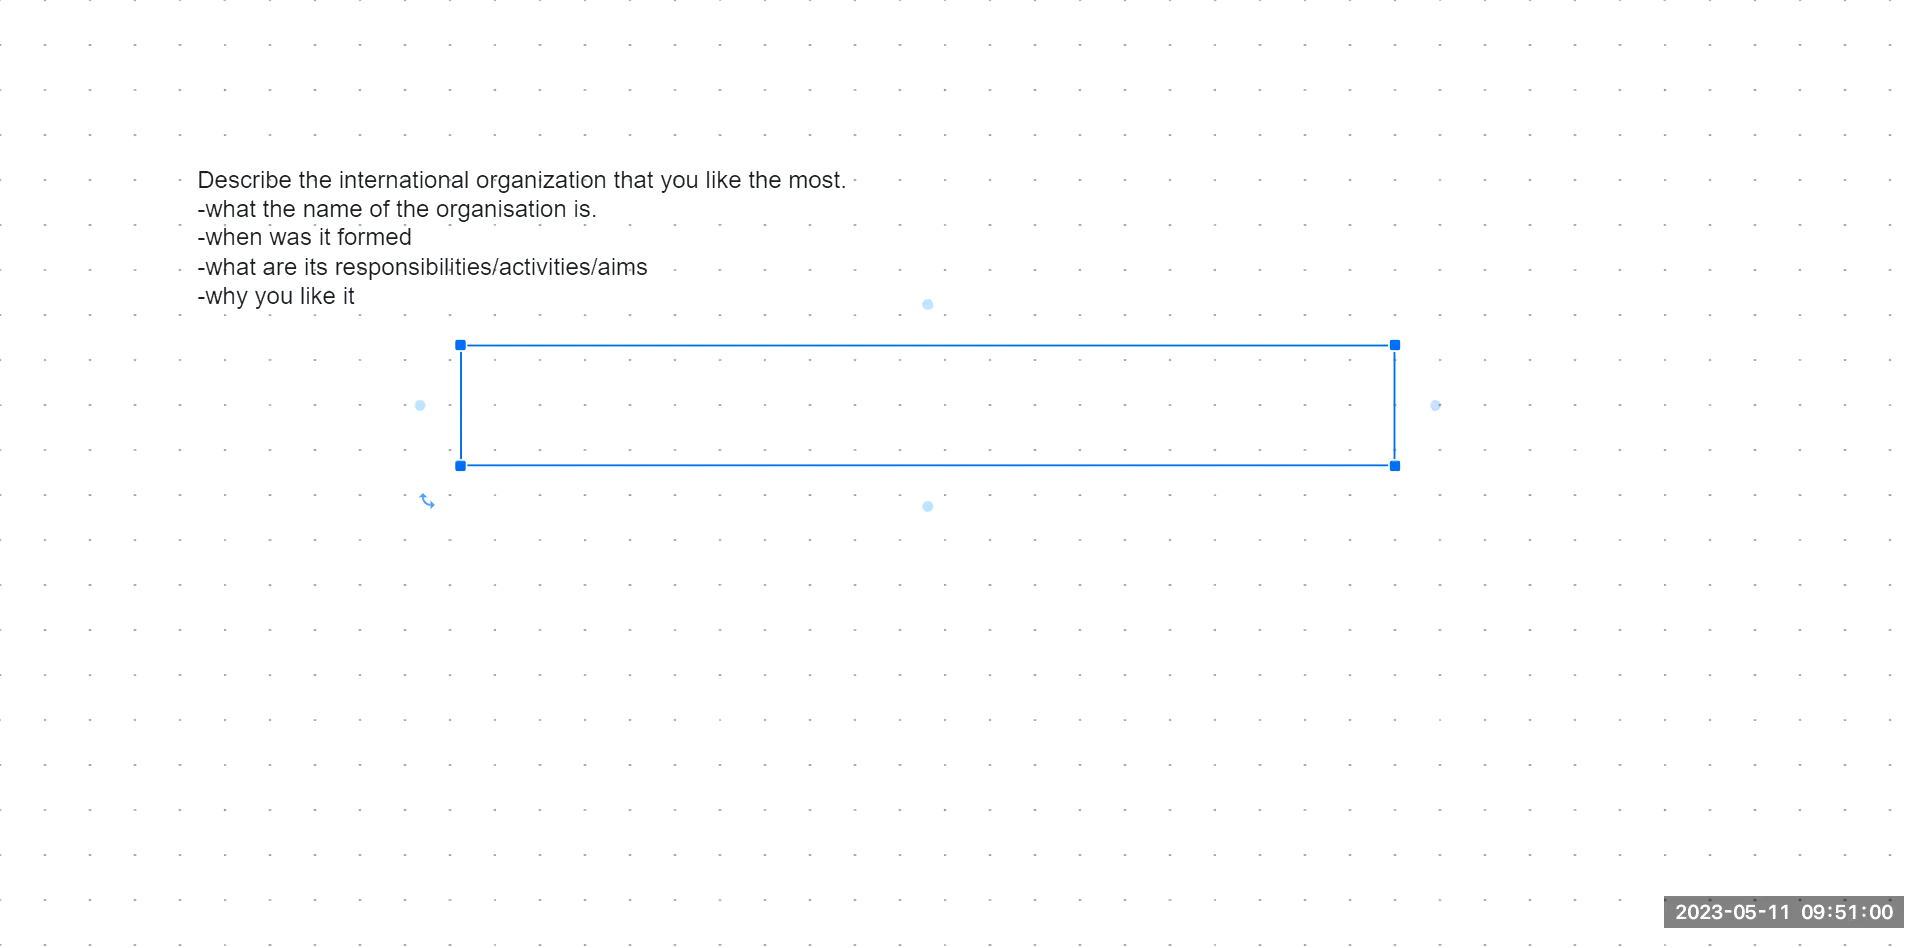 Describe the international organization that you like the most.
-what the name of the organisation is.
-when was it formed
-what are its responsibilities/activities/aims
-why you like it
2023-05-11 09:51:00